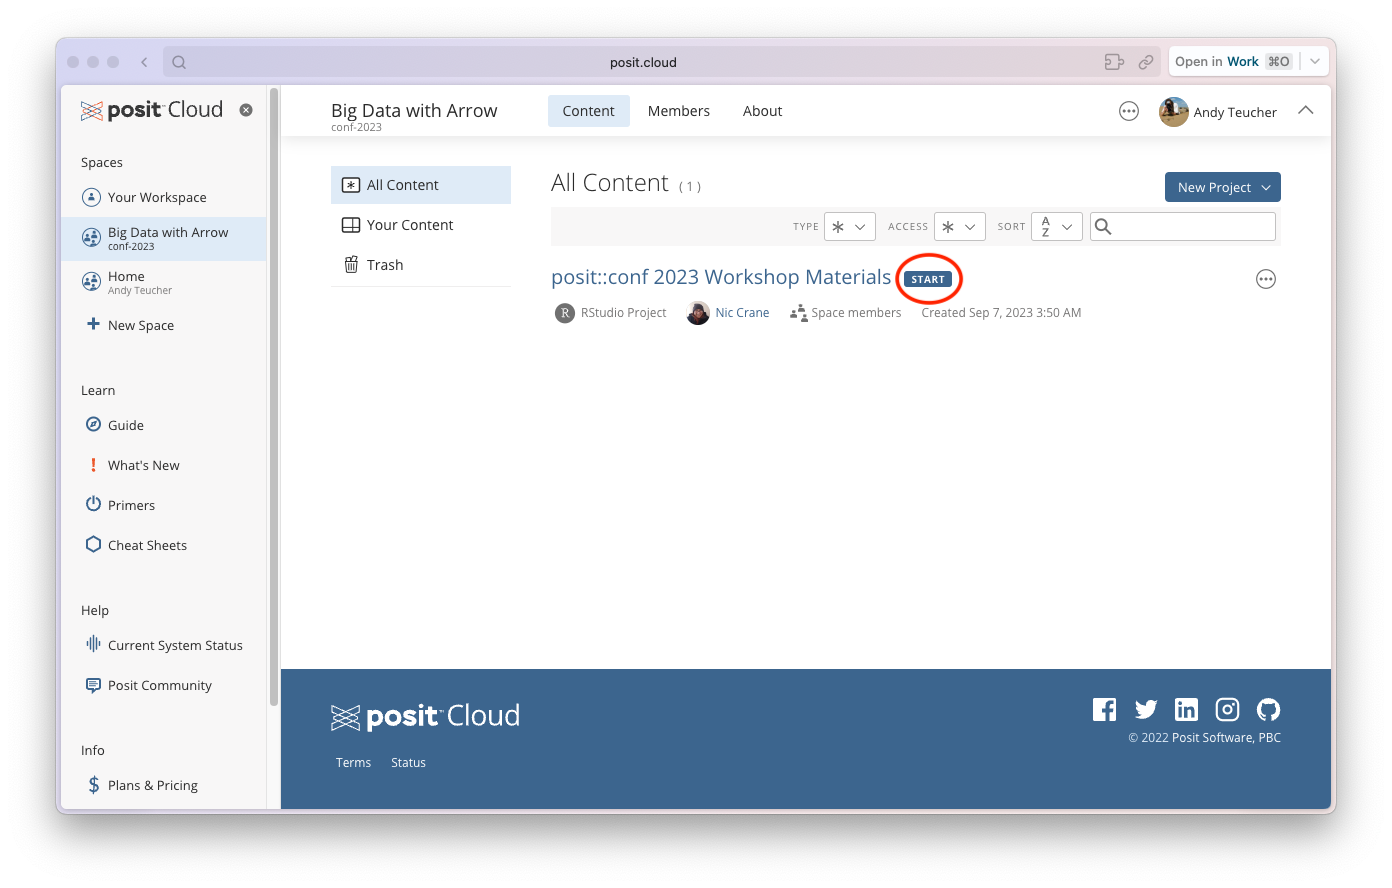 posit.cloud
Open in Work ⌘O
posit™ Cloud
Spaces
Your Workspace
Big Data with Arrow
conf-2023
Home
Andy Teucher
New Space
Learn
Guide
What's New
Primers
Cheat Sheets
Help
Current System Status
Posit Community
Info
Plans & Pricing
Big Data with Arrow
conf-2023
Content
Members
About
Andy Teucher
All Content
Your Content
Trash
All Content (1)
New Project
TYPE * ACCESS * SORT A Z
posit::conf 2023 Workshop Materials START
R RStudio Project Nic Crane Space members Created Sep 7, 2023 3:50 AM
posit™ Cloud
Terms Status
© 2022 Posit Software, PBC